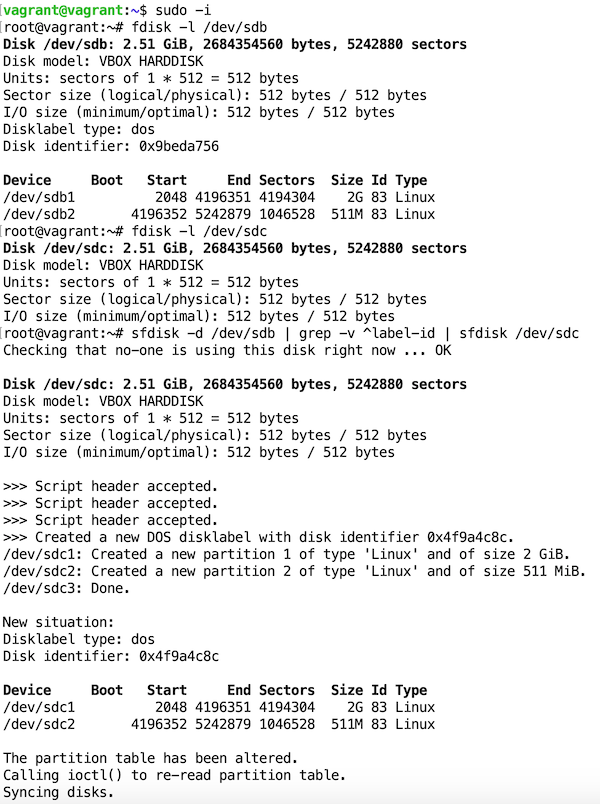 vagrant@vagrant:~$ sudo -i
[root@vagrant:~# fdisk -l /dev/sdb
Disk /dev/sdb: 2.51 GiB, 2684354560 bytes, 5242880 sectors
Disk model: VBOX HARDDISK
Units: sectors of 1 * 512 = 512 bytes
Sector size (logical/physical): 512 bytes / 512 bytes
I/O size (minimum/optimal): 512 bytes / 512 bytes
Disklabel type: dos
Disk identifier: 0x9beda756

Device     Boot   Start     End Sectors  Size Id Type
/dev/sdb1          2048 4196351 4194304    2G 83 Linux
/dev/sdb2       4196352 5242879 1046528  511M 83 Linux
[root@vagrant:~# fdisk -l /dev/sdc
Disk /dev/sdc: 2.51 GiB, 2684354560 bytes, 5242880 sectors
Disk model: VBOX HARDDISK
Units: sectors of 1 * 512 = 512 bytes
Sector size (logical/physical): 512 bytes / 512 bytes
I/O size (minimum/optimal): 512 bytes / 512 bytes
[root@vagrant:~# sfdisk -d /dev/sdb | grep -v ^label-id | sfdisk /dev/sdc
Checking that no-one is using this disk right now ... OK

Disk /dev/sdc: 2.51 GiB, 2684354560 bytes, 5242880 sectors
Disk model: VBOX HARDDISK
Units: sectors of 1 * 512 = 512 bytes
Sector size (logical/physical): 512 bytes / 512 bytes
I/O size (minimum/optimal): 512 bytes / 512 bytes

>>> Script header accepted.
>>> Script header accepted.
>>> Script header accepted.
>>> Created a new DOS disklabel with disk identifier 0x4f9a4c8c.
/dev/sdc1: Created a new partition 1 of type 'Linux' and of size 2 GiB.
/dev/sdc2: Created a new partition 2 of type 'Linux' and of size 511 MiB.
/dev/sdc3: Done.

New situation:
Disklabel type: dos
Disk identifier: 0x4f9a4c8c

Device     Boot   Start     End Sectors  Size Id Type
/dev/sdc1          2048 4196351 4194304    2G 83 Linux
/dev/sdc2       4196352 5242879 1046528  511M 83 Linux

The partition table has been altered.
Calling ioctl() to re-read partition table.
Syncing disks.